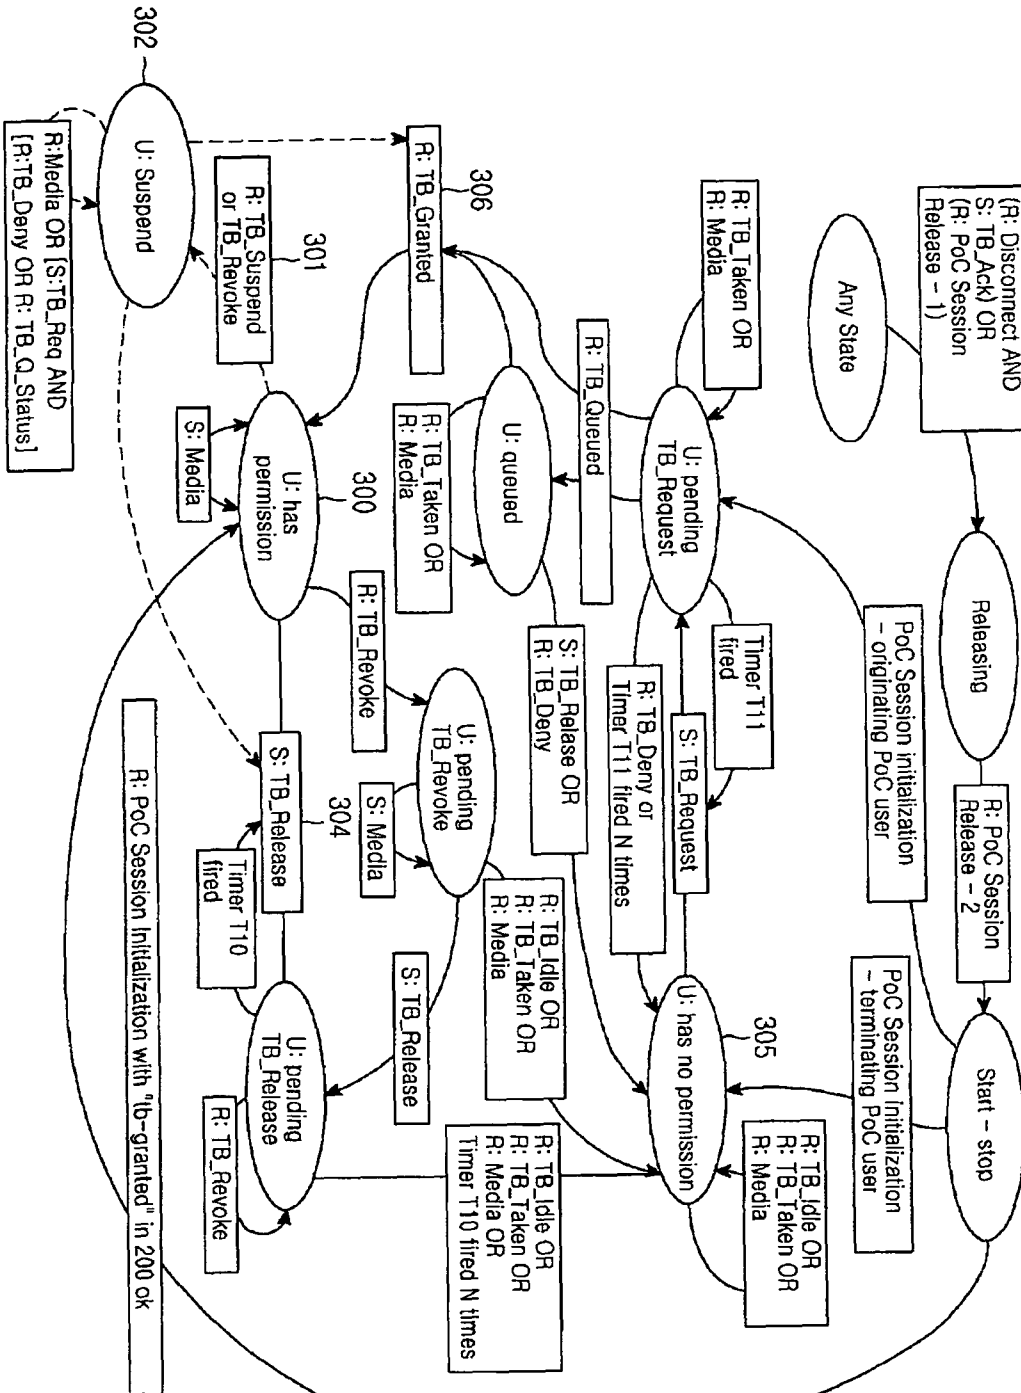 (R: Disconnect AND
S: TB_Ack) OR
(R: PoC Session
Release - 1)
Any State
Releasing
R: PoC Session
Release - 2
Start - stop
PoC Session initialization
- originating PoC user
PoC Session initialization
- terminating PoC user
R: TB_Taken OR
R: Media
U: pending
TB_Request
Timer T11
fired
S: TB_Request
R: TB_Deny or
Timer T11 fired N times
305
U: has no permission
R: TB_Idle OR
R: TB_Taken OR
R: Media
R: TB_Queued
U: queued
R: TB_Taken OR
R: Media
S: TB_Relase OR
R: TB_Deny
R: TB_Idle OR
R: TB_Taken OR
R: Media
R: TB_Idle OR
R: TB_Taken OR
R: Media OR
Timer T10 fired N times
306
R: TB_Granted
U: pending
TB_Revoke
S: Media
S: TB_Release
300
U: has
permission
S: Media
R: TB_Revoke
304
S: TB_Release
Timer T10
fired
U: pending
TB_Release
R: TB_Revoke
301
R: TB_Suspend
or TB_Revoke
302
U: Suspend
R:Media OR [S:TB_Req AND
[R:TB_Deny OR R: TB_Q_Status]
R: PoC Session Initialization with "tb-granted" in 200 ok